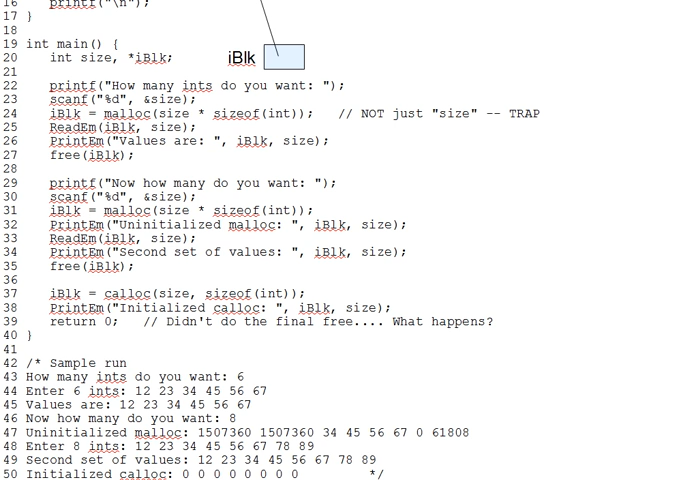 16 printf("\n");
17 }
18
19 int main() {
20 int size, *iBlk; iBlk
21
22 printf("How many ints do you want: ");
23 scanf("%d", &size);
24 iBlk = malloc(size * sizeof(int)); // NOT just "size" -- TRAP
25 ReadEm(iBlk, size);
26 PrintEm("Values are: ", iBlk, size);
27 free(iBlk);
28
29 printf("Now how many do you want: ");
30 scanf("%d", &size);
31 iBlk = malloc(size * sizeof(int));
32 PrintEm("Uninitialized malloc: ", iBlk, size);
33 ReadEm(iBlk, size);
34 PrintEm("Second set of values: ", iBlk, size);
35 free(iBlk);
36
37 iBlk = calloc(size, sizeof(int));
38 PrintEm("Initialized calloc: ", iBlk, size);
39 return 0; // Didn't do the final free.... What happens?
40 }
41
42 /* Sample run
43 How many ints do you want: 6
44 Enter 6 ints: 12 23 34 45 56 67
45 Values are: 12 23 34 45 56 67
46 Now how many do you want: 8
47 Uninitialized malloc: 1507360 1507360 34 45 56 67 0 61808
48 Enter 8 ints: 12 23 34 45 56 67 78 89
49 Second set of values: 12 23 34 45 56 67 78 89
50 Initialized calloc: 0 0 0 0 0 0 0 0 */